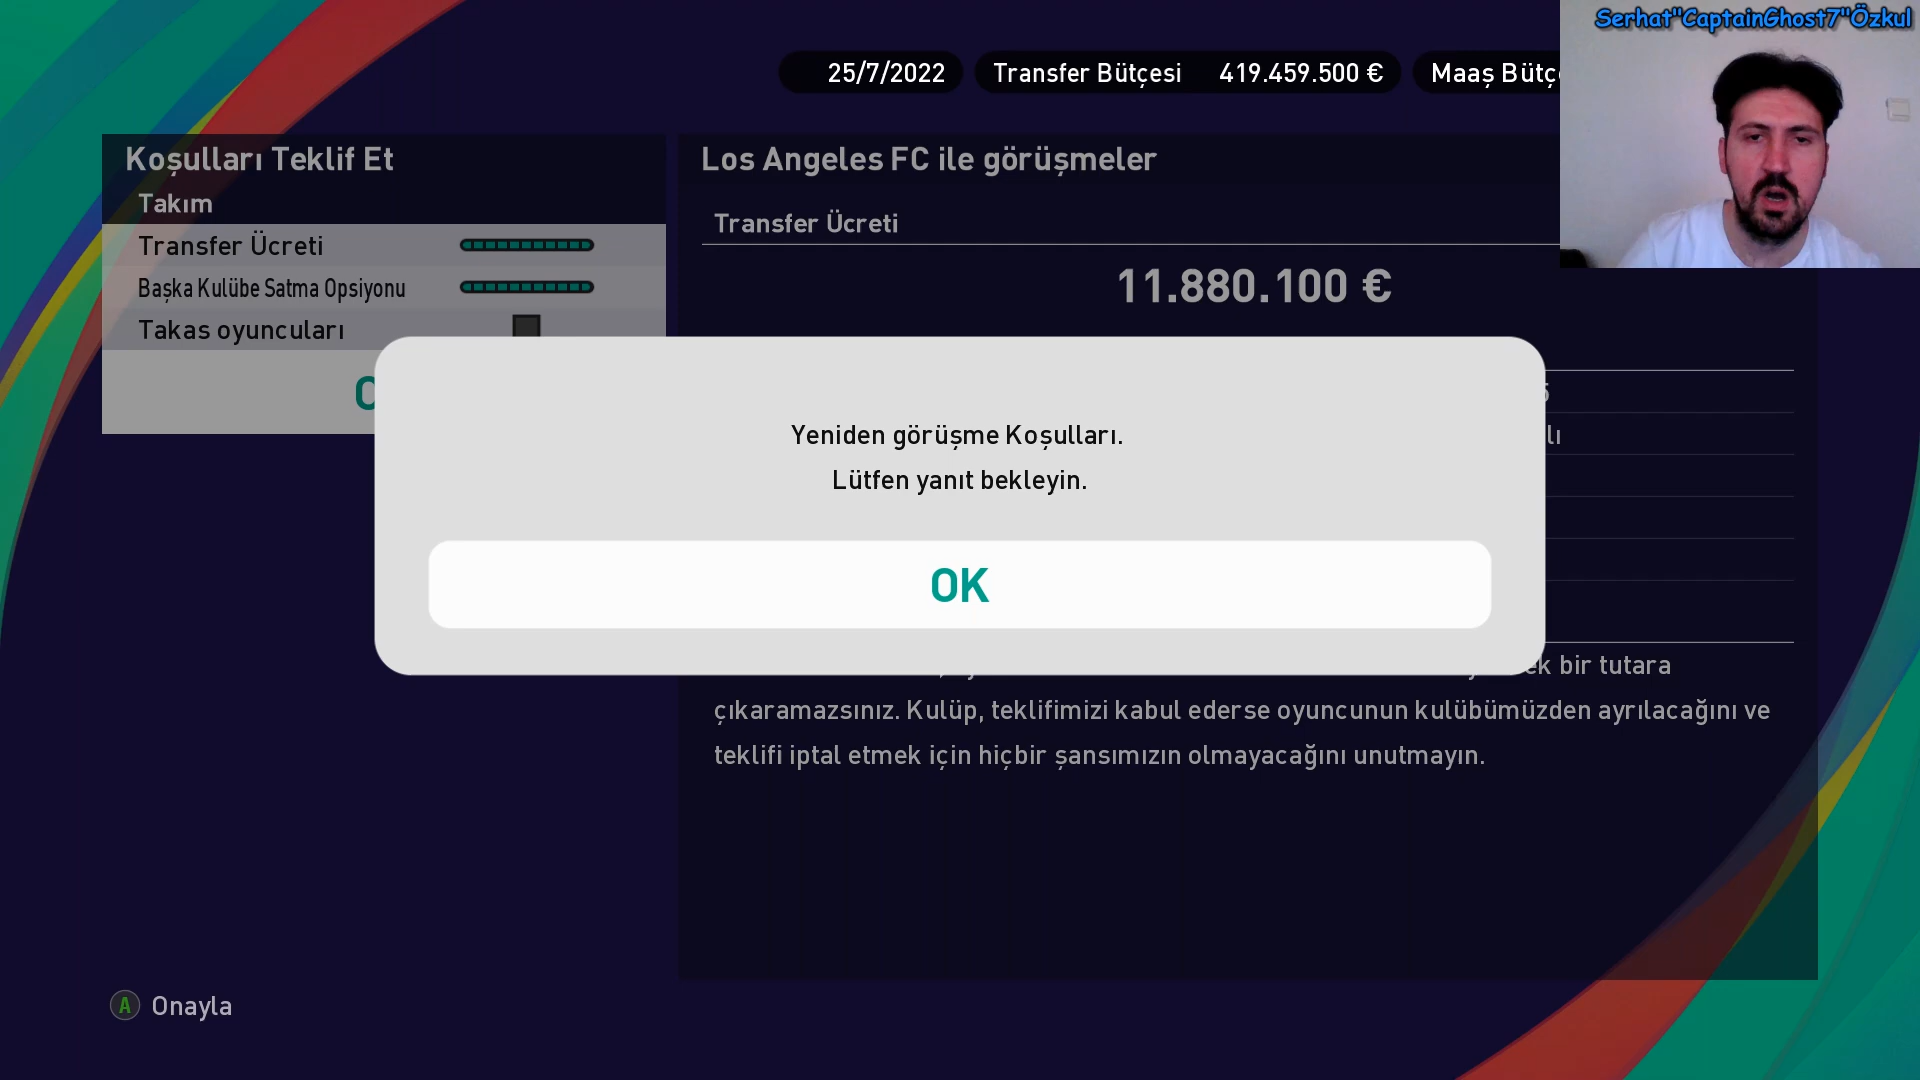 Serhat"CaptainGhost7"Özkul
25/7/2022
Transfer Bütçesi 419.459.500 €
Maaş
Koşulları Teklif Et
Takım
Transfer Ücreti
Başka Kulübe Satma Opsiyonu
Takas oyuncuları
Los Angeles FC ile görüşmeler
Transfer Ücreti
11.880.100 €
Yeniden görüşme Koşulları.
Lütfen yanıt bekleyin.
OK
bir tutara
çıkaramazsınız. Kulüp, teklifimizi kabul ederse oyuncunun kulübümüzden ayrılacağını ve
teklifi iptal etmek için hiçbir şansımızın olmayacağını unutmayın.
A Onayla